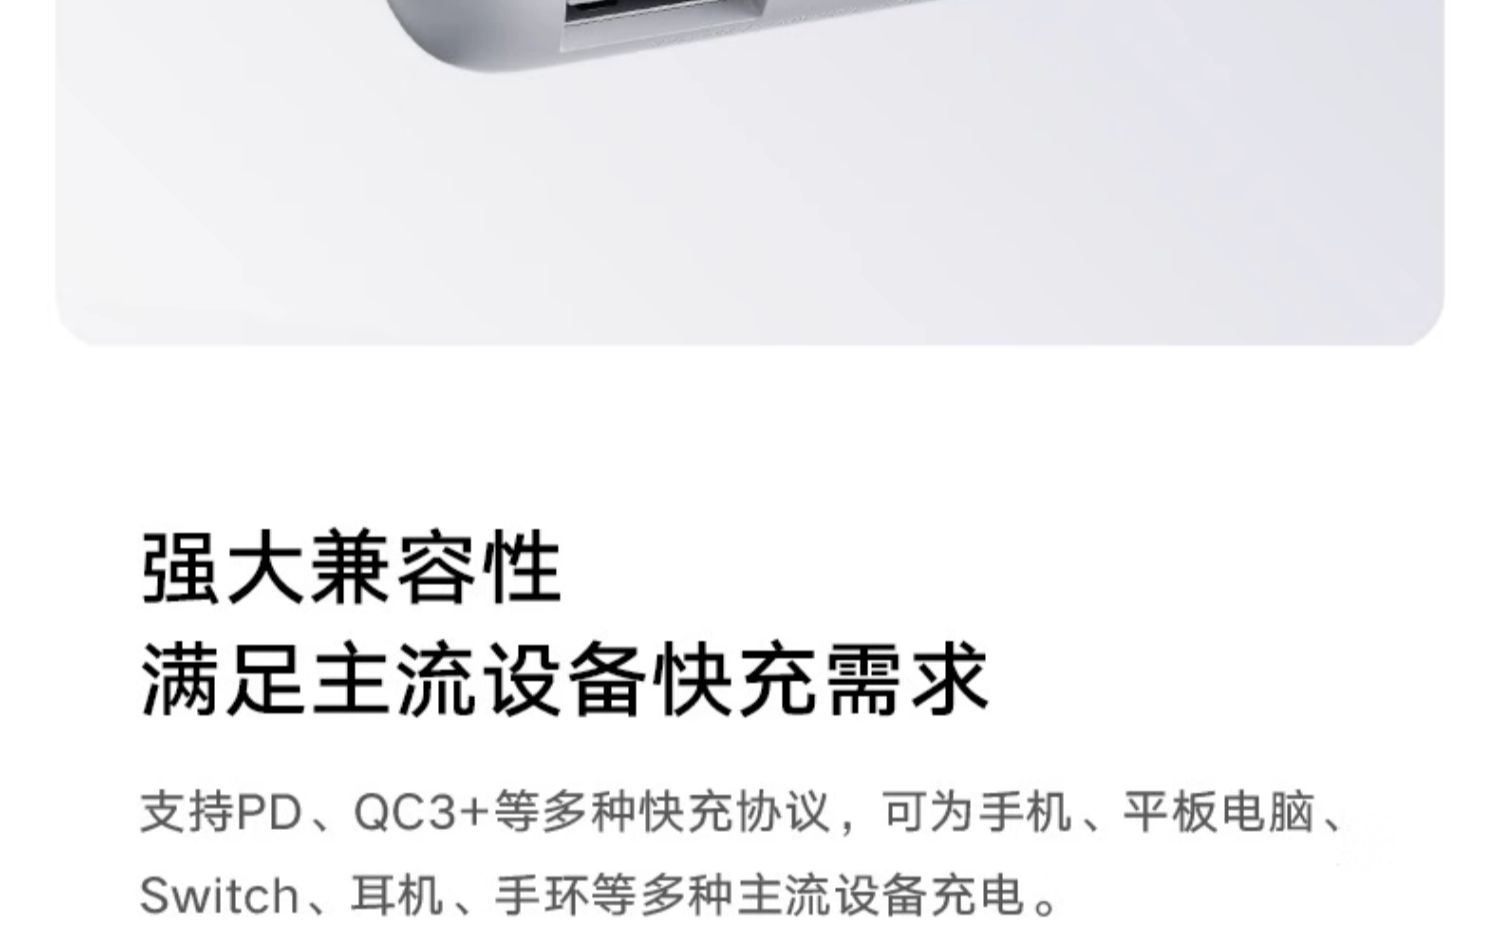 强大兼容性
满足主流设备快充需求
支持PD、QC3+等多种快充协议，可为手机、平板电脑、
Switch、耳机、手环等多种主流设备充电。